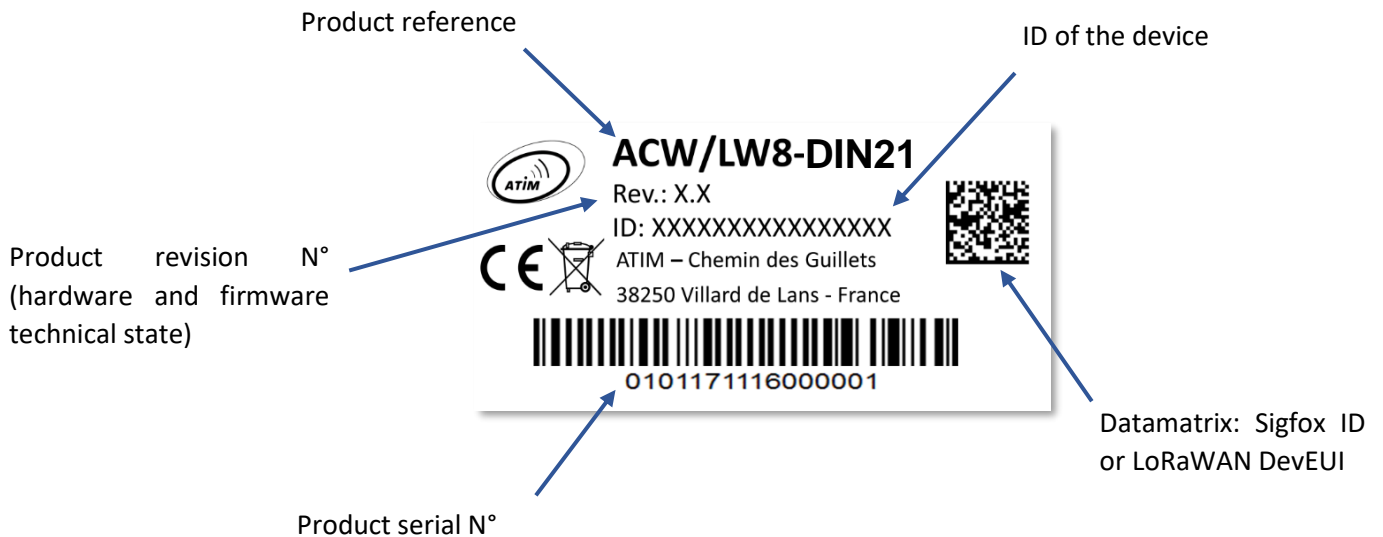 Product reference
ID of the device
ATIM
ACW/LW8-DIN21
Rev.: X.X
ID: XXXXXXXXXXXXXXXX
ATIM – Chemin des Guillets
38250 Villard de Lans - France
0101171116000001
Product revision N°
(hardware and firmware
technical state)
Datamatrix: Sigfox ID
or LoRaWAN DevEUI
Product serial N°